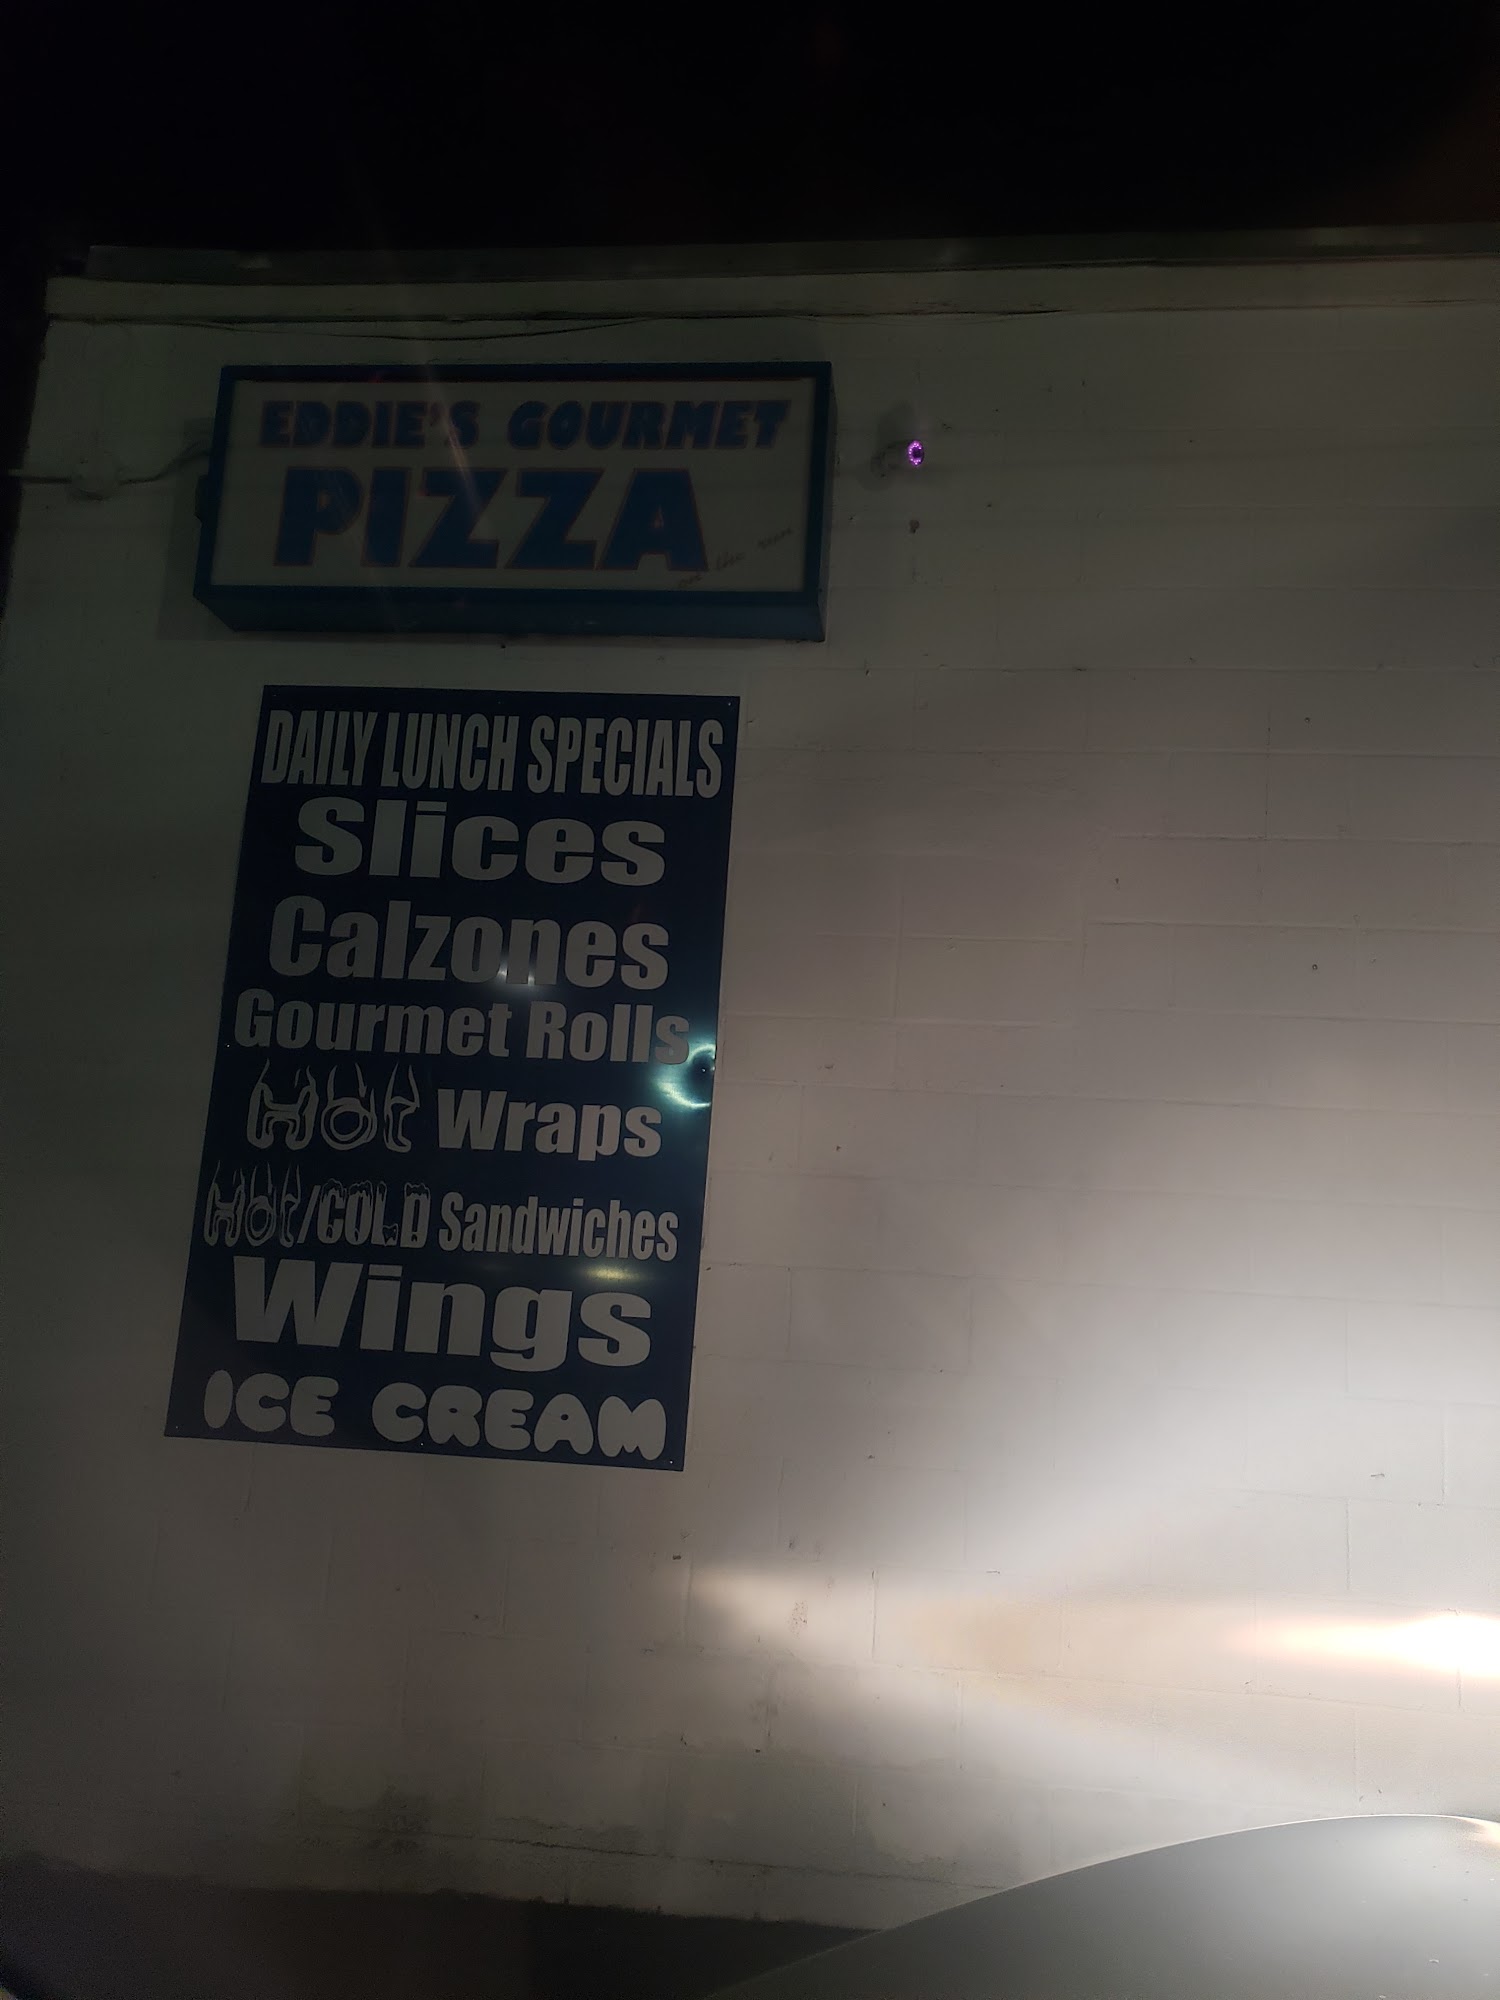 EDDIE'S GOURMET
PIZZA
DAILY LUNCH SPECIALS
Slices
Calzones
Gourmet Rolls
HOT Wraps
HOT/COLD Sandwiches
Wings
ICE CREAM